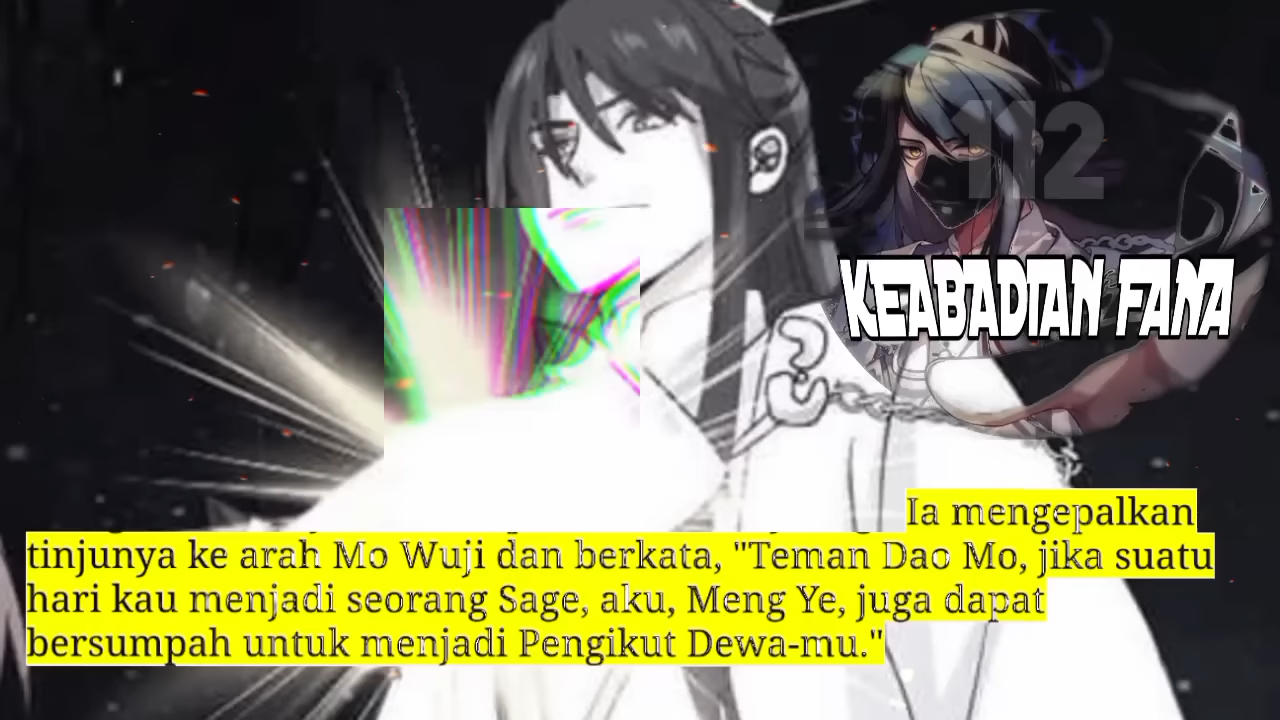 112
KEABADIAN FANA
Ia mengepalkan
tinjunya ke arah Mo Wuji dan berkata, "Teman Dao Mo, jika suatu
hari kau menjadi seorang Sage, aku, Meng Ye, juga dapat
bersumpah untuk menjadi Pengikut Dewa-mu."